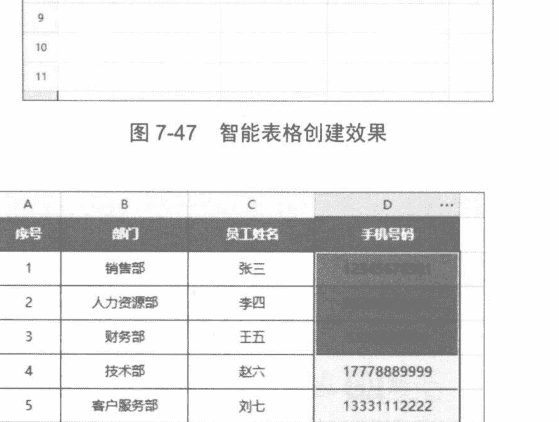 9
10
11
图 7-47 智能表格创建效果
A B C D ...
序号 部门 员工姓名 手机号码
1 销售部 张三
2 人力资源部 李四
3 财务部 王五
4 技术部 赵六 17778889999
5 客户服务部 刘七 13331112222